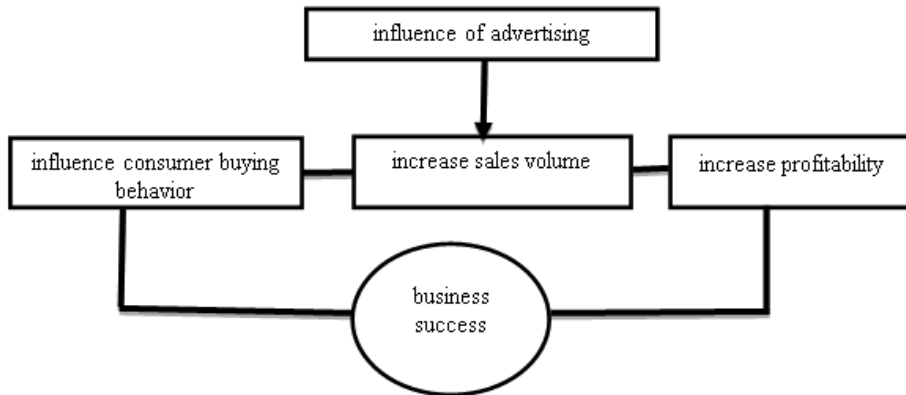 influence of advertising
influence consumer buying
behavior
increase sales volume
increase profitability
business
success